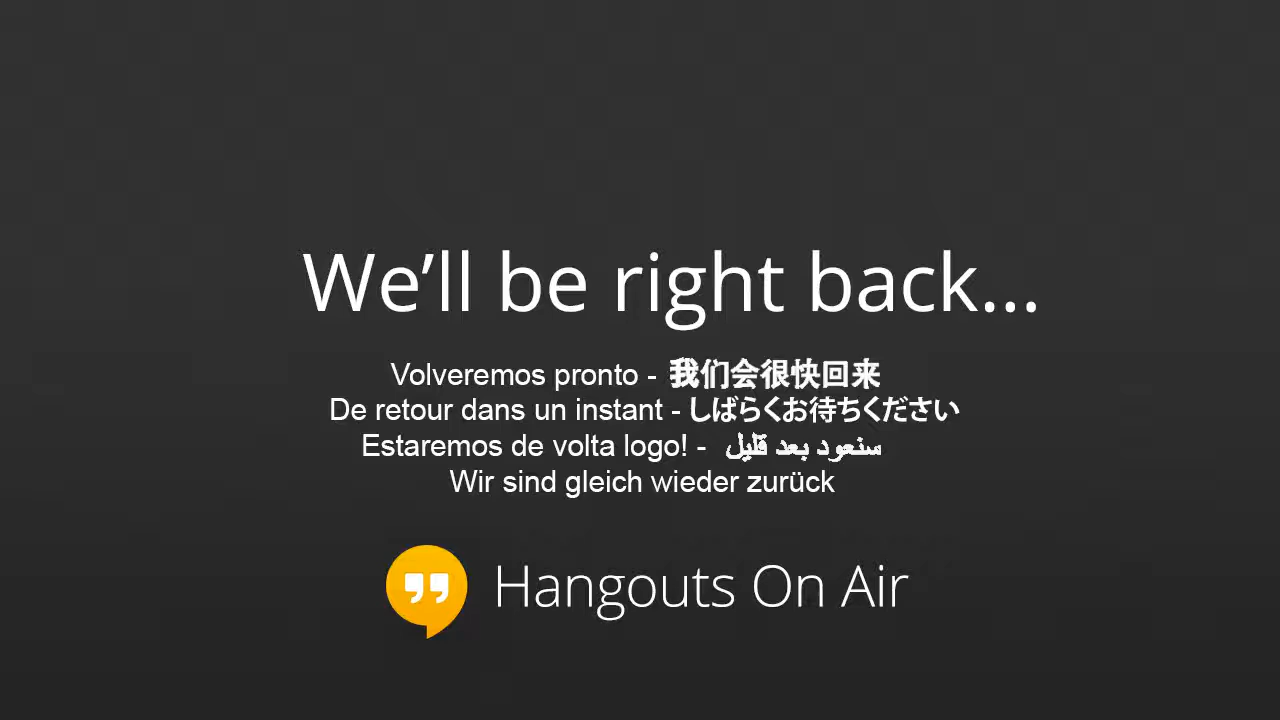 We’ll be right back...
Volveremos pronto - 我们会很快回来
De retour dans un instant - しばらくお待ちください
Estaremos de volta logo! - سنعود بعد قليل
Wir sind gleich wieder zurück
Hangouts On Air